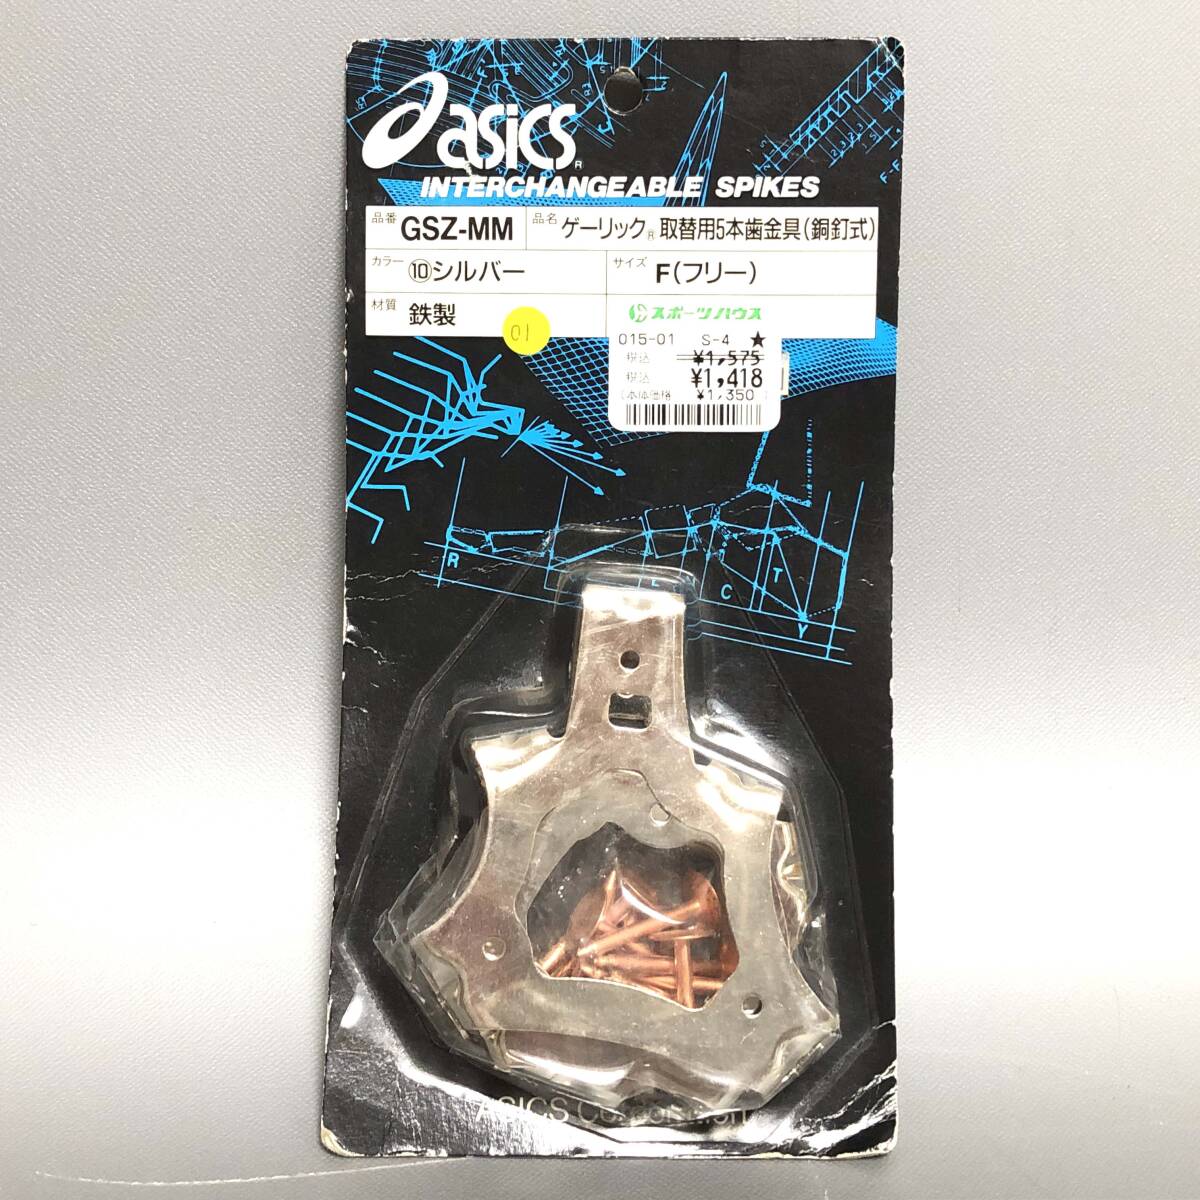 asics
INTERCHANGEABLE SPIKES
品番 GSZ-MM 品名 ゲーリック® 取替用5本歯金具(銅釘式)
カラー ⑩シルバー サイズ F(フリー)
材質 鉄製
01
スポーツハウス
015-01 S-4 ★
税込 ¥1,575
税込 ¥1,418
(本体価格 ¥1,350)
F-F
R
L
C
T
Y
ASICS Corporation